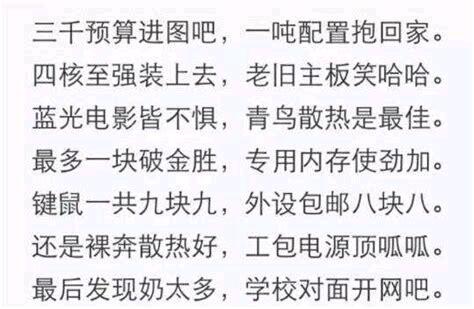 三千预算进图吧，一吨配置抱回家。
四核至强装上去，老旧主板笑哈哈。
蓝光电影皆不惧，青鸟散热是最佳。
最多一块破金胜，专用内存使劲加。
键鼠一共九块九，外设包邮八块八。
还是裸奔散热好，工包电源顶呱呱。
最后发现奶太多，学校对面开网吧。